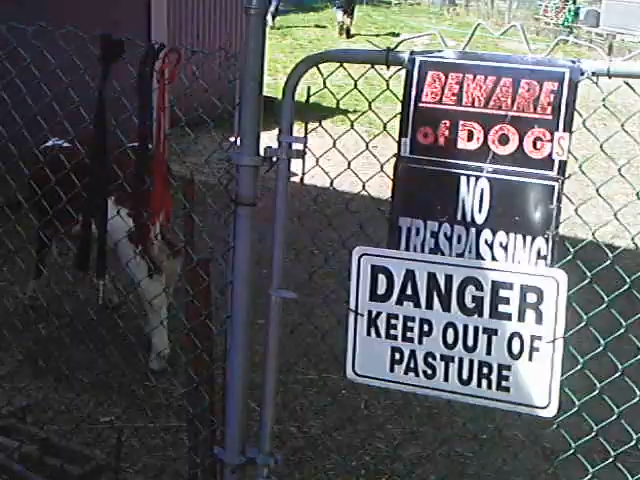 BEWARE
of DOGS
NO
TRESPASSING
DANGER
KEEP OUT OF
PASTURE